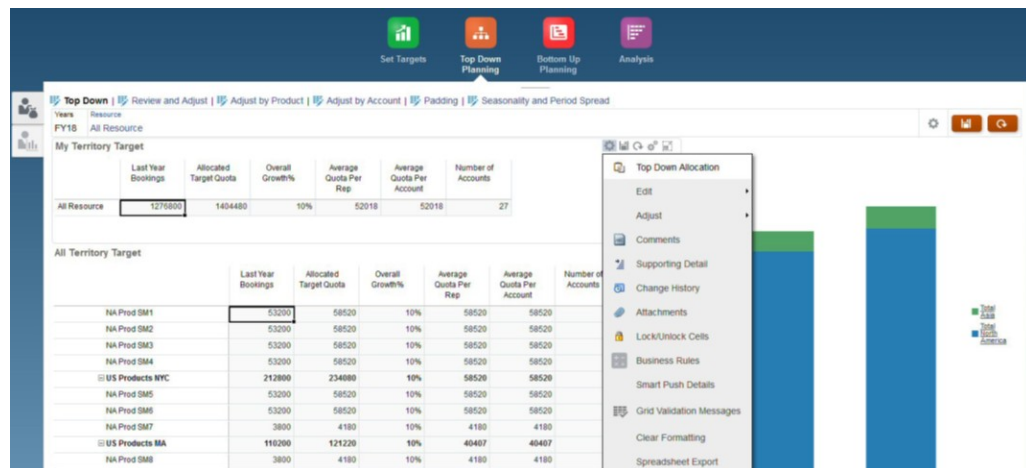 Set Targets
Top Down
Planning
Bottom Up
Planning
Analysis
Top Down | Review and Adjust | Adjust by Product | Adjust by Account | Padding | Seasonality and Period Spread
Years Resource
FY18 All Resource
My Territory Target
Last Year Bookings Allocated Target Quota Overall Growth% Average Quota Per Rep Average Quota Per Account Number of Accounts
All Resource 1276800 1404480 10% 52018 52018 27
All Territory Target
Last Year Bookings Allocated Target Quota Overall Growth% Average Quota Per Rep Average Quota Per Account Number of Accounts
NA Prod SM1 53200 58520 10% 58520 58520
NA Prod SM2 53200 58520 10% 58520 58520
NA Prod SM3 53200 58520 10% 58520 58520
NA Prod SM4 53200 58520 10% 58520 58520
US Products NYC 212800 234080 10% 58520 58520
NA Prod SM5 53200 58520 10% 58520 58520
NA Prod SM6 53200 58520 10% 58520 58520
NA Prod SM7 3800 4180 10% 4180 4180
US Products MA 110200 121220 10% 40407 40407
NA Prod SM8 3800 4180 10% 4180 4180
Top Down Allocation
Edit
Adjust
Comments
Supporting Detail
Change History
Attachments
Lock/Unlock Cells
Business Rules
Smart Push Details
Grid Validation Messages
Clear Formatting
Spreadsheet Export
Total
Asia
Total
North
America